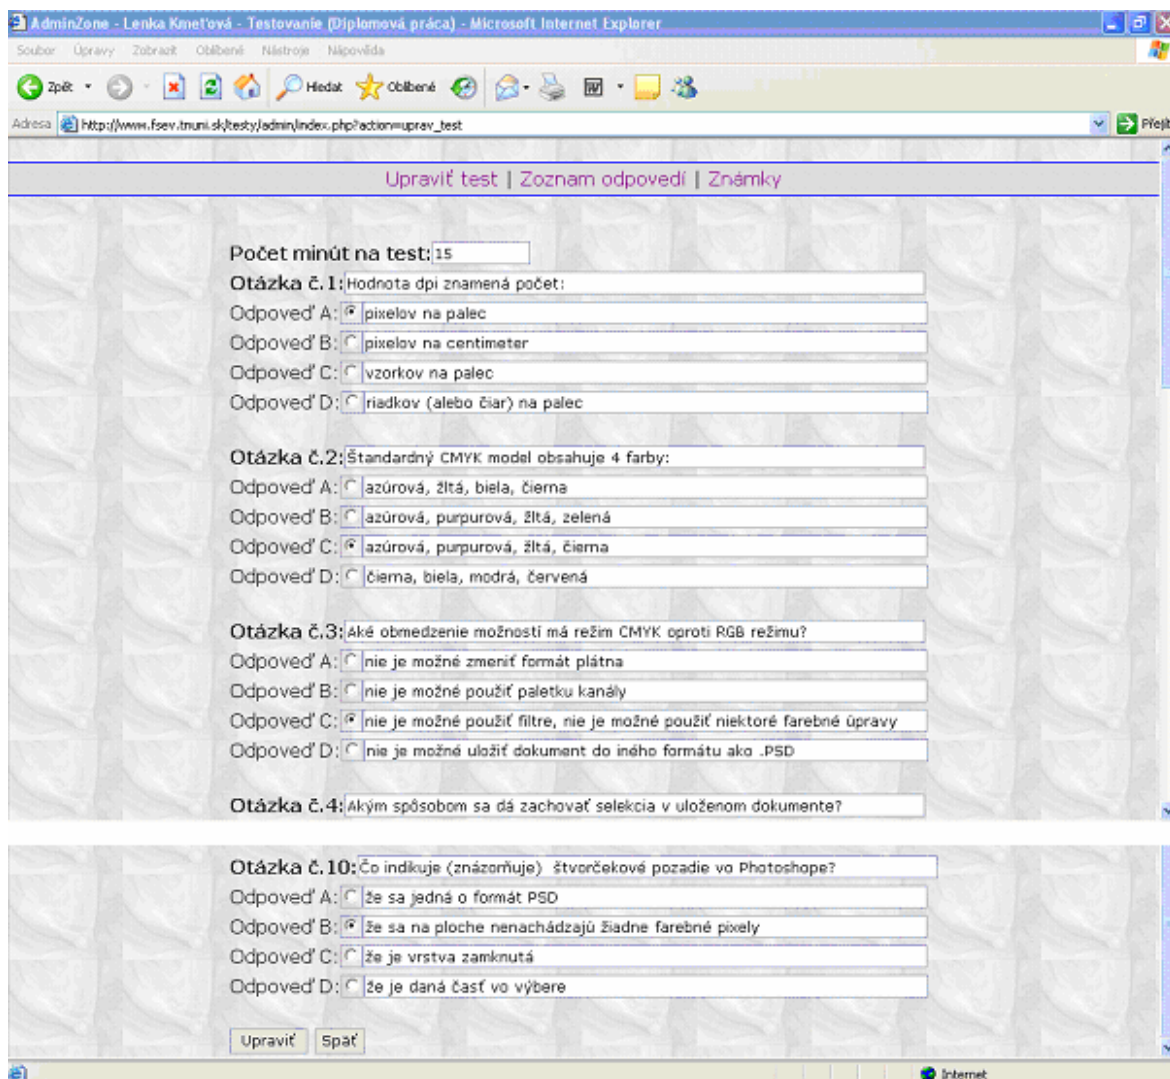 AdminZone - Lenka Kmeťová - Testovanie (Diplomová práca) - Microsoft Internet Explorer
Soubor Úpravy Zobrazit Oblíbené Nástroje Nápověda
Zpět Hledat Oblíbené
Adresa http://www.fsev.tnuni.sk/testy/admin/index.php?action=uprav_test Přejít
Upraviť test | Zoznam odpovedí | Známky
Počet minút na test: 15
Otázka č.1: Hodnota dpi znamená počet:
Odpoveď A: pixelov na palec
Odpoveď B: pixelov na centimeter
Odpoveď C: vzorkov na palec
Odpoveď D: riadkov (alebo čiar) na palec
Otázka č.2: Štandardný CMYK model obsahuje 4 farby:
Odpoveď A: azúrová, žltá, biela, čierna
Odpoveď B: azúrová, purpurová, žltá, zelená
Odpoveď C: azúrová, purpurová, žltá, čierna
Odpoveď D: čierna, biela, modrá, červená
Otázka č.3: Aké obmedzenie možností má režim CMYK oproti RGB režimu?
Odpoveď A: nie je možné zmeniť formát plátna
Odpoveď B: nie je možné použiť paletku kanály
Odpoveď C: nie je možné použiť filtre, nie je možné použiť niektoré farebné úpravy
Odpoveď D: nie je možné uložiť dokument do iného formátu ako .PSD
Otázka č.4: Akým spôsobom sa dá zachovať selekcia v uloženom dokumente?
Otázka č.10: Čo indikuje (znázorňuje) štvorčekové pozadie vo Photoshope?
Odpoveď A: že sa jedná o formát PSD
Odpoveď B: že sa na ploche nenachádzajú žiadne farebné pixely
Odpoveď C: že je vrstva zamknutá
Odpoveď D: že je daná časť vo výbere
Upraviť Späť
Internet